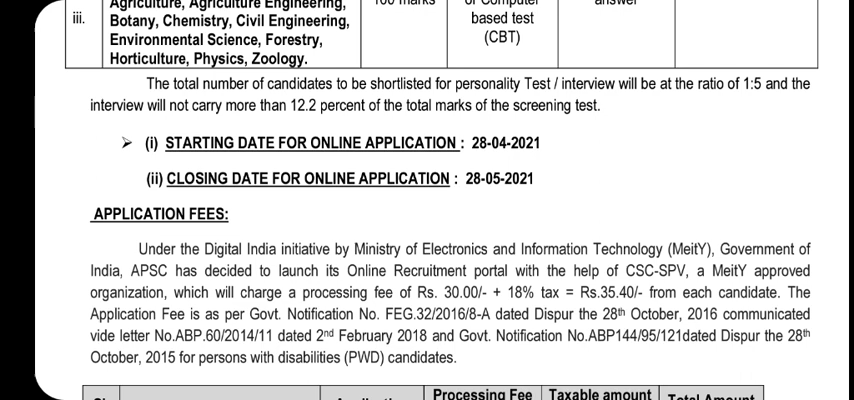 Agriculture, Agriculture Engineering,
iii. Botany, Chemistry, Civil Engineering, based test
Environmental Science, Forestry, (CBT)
Horticulture, Physics, Zoology.
The total number of candidates to be shortlisted for personality Test / interview will be at the ratio of 1:5 and the
interview will not carry more than 12.2 percent of the total marks of the screening test.
➢ (i) STARTING DATE FOR ONLINE APPLICATION : 28-04-2021
(ii) CLOSING DATE FOR ONLINE APPLICATION : 28-05-2021
APPLICATION FEES:
Under the Digital India initiative by Ministry of Electronics and Information Technology (MeitY), Government of
India, APSC has decided to launch its Online Recruitment portal with the help of CSC-SPV, a MeitY approved
organization, which will charge a processing fee of Rs. 30.00/- + 18% tax = Rs.35.40/- from each candidate. The
Application Fee is as per Govt. Notification No. FEG.32/2016/8-A dated Dispur the 28th October, 2016 communicated
vide letter No.ABP.60/2014/11 dated 2nd February 2018 and Govt. Notification No.ABP144/95/121dated Dispur the 28th
October, 2015 for persons with disabilities (PWD) candidates.
Processing Fee Taxable amount